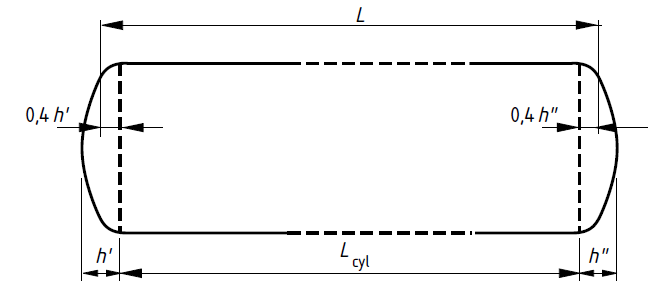 L
0,4 h′
0,4 h″
h′
L cyl
h″